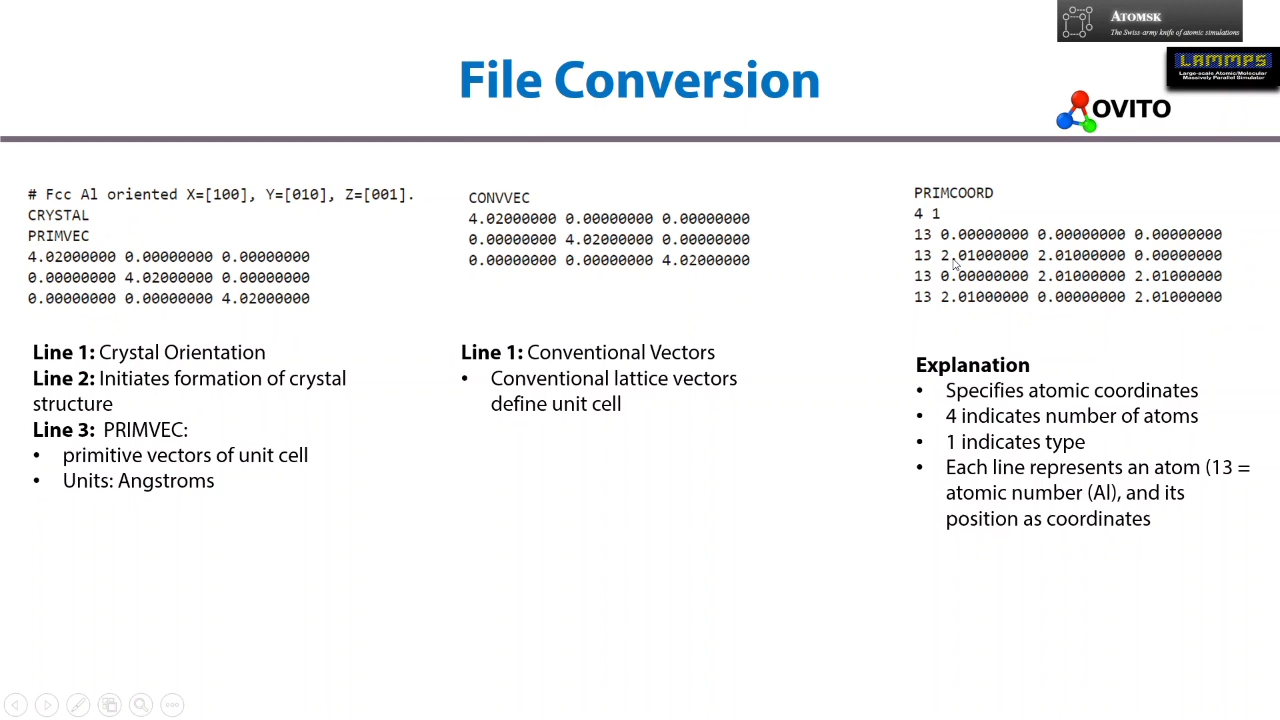 ATOMSK
The Swiss-army knife of atomic simulations
LAMMPS
Large-scale Atomic/Molecular
Massively Parallel Simulator
File Conversion
OVITO
# Fcc Al oriented X=[100], Y=[010], Z=[001].
CRYSTAL
PRIMVEC
4.02000000 0.00000000 0.00000000
0.00000000 4.02000000 0.00000000
0.00000000 0.00000000 4.02000000
Line 1: Crystal Orientation
Line 2: Initiates formation of crystal
structure
Line 3: PRIMVEC:
• primitive vectors of unit cell
• Units: Angstroms
CONVVEC
4.02000000 0.00000000 0.00000000
0.00000000 4.02000000 0.00000000
0.00000000 0.00000000 4.02000000
Line 1: Conventional Vectors
• Conventional lattice vectors
define unit cell
PRIMCOORD
4 1
13 0.00000000 0.00000000 0.00000000
13 2.01000000 2.01000000 0.00000000
13 0.00000000 2.01000000 2.01000000
13 2.01000000 0.00000000 2.01000000
Explanation
• Specifies atomic coordinates
• 4 indicates number of atoms
• 1 indicates type
• Each line represents an atom (13 =
atomic number (Al), and its
position as coordinates